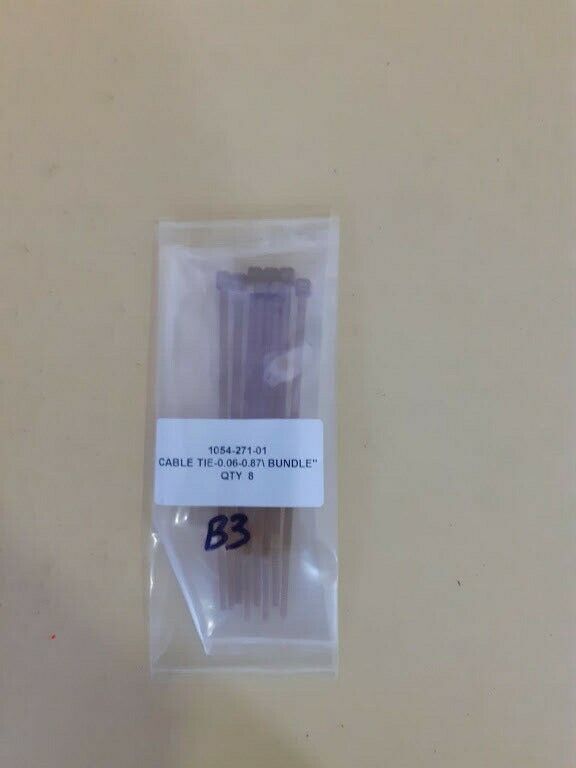 1054-271-01
CABLE TIE-0.06-0.87\ BUNDLE"
QTY 8
B3